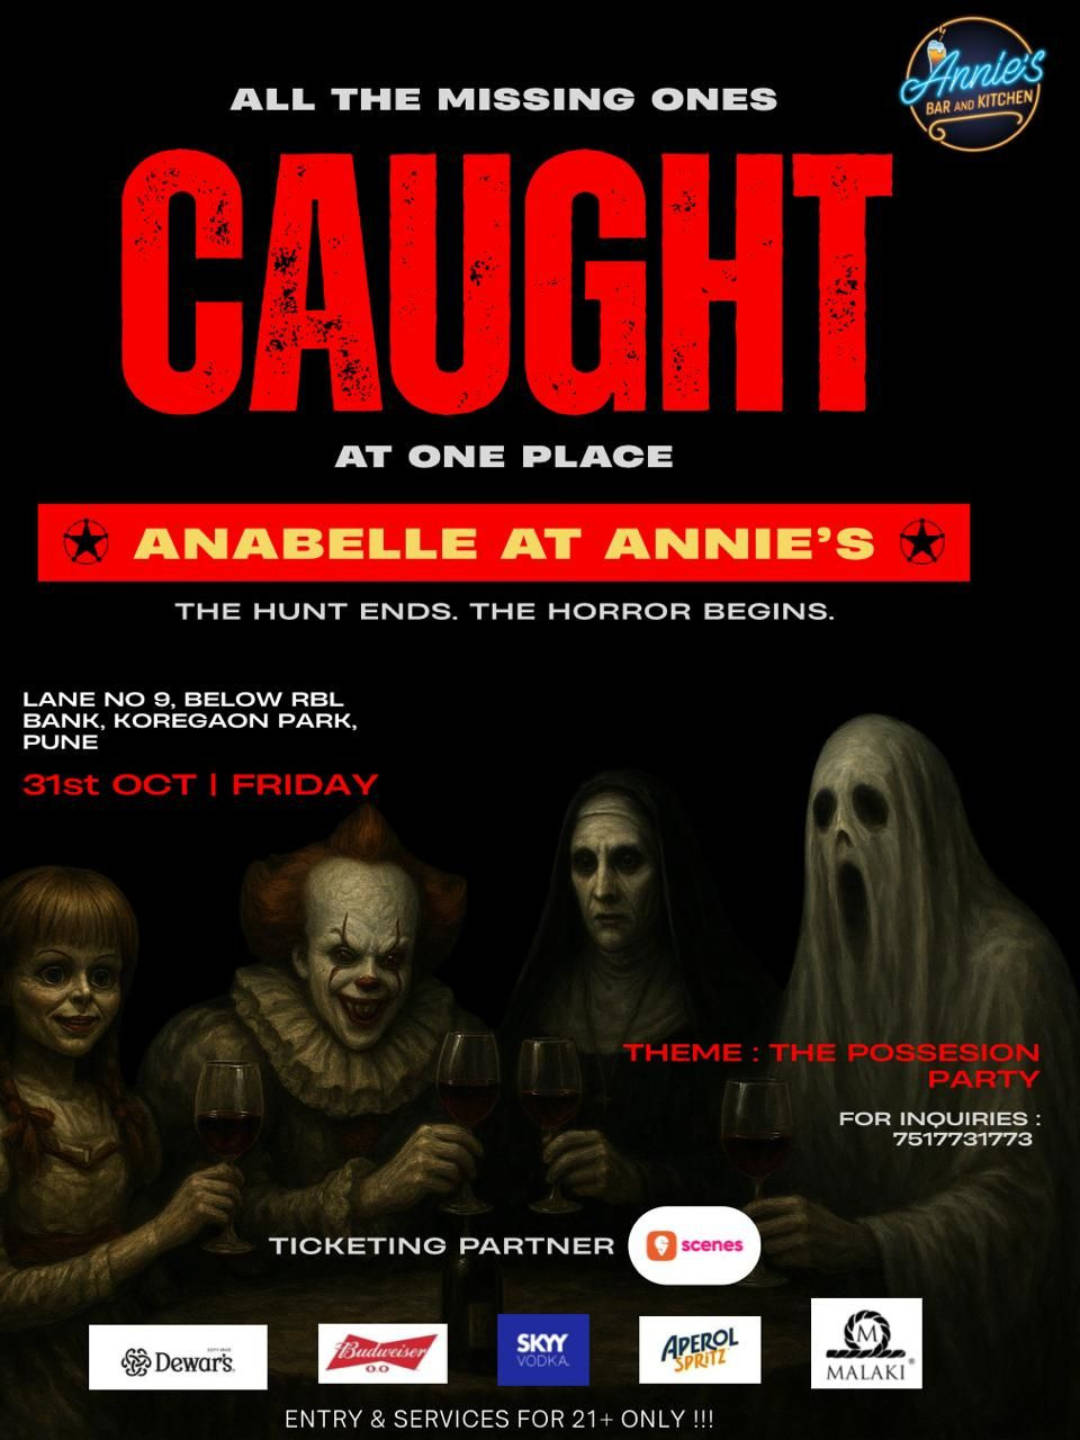 Annie's
BAR AND KITCHEN
ALL THE MISSING ONES
CAUGHT
AT ONE PLACE
ANABELLE AT ANNIE'S
THE HUNT ENDS. THE HORROR BEGINS.
LANE NO 9, BELOW RBL
BANK, KOREGAON PARK,
PUNE
31st OCT | FRIDAY
THEME : THE POSSESION
PARTY
FOR INQUIRIES :
7517731773
TICKETING PARTNER
scenes
Dewar's.
Budweiser
0.0
SKYY
VODKA
APEROL
SPRITZ
M
MALAKI
ENTRY & SERVICES FOR 21+ ONLY !!!